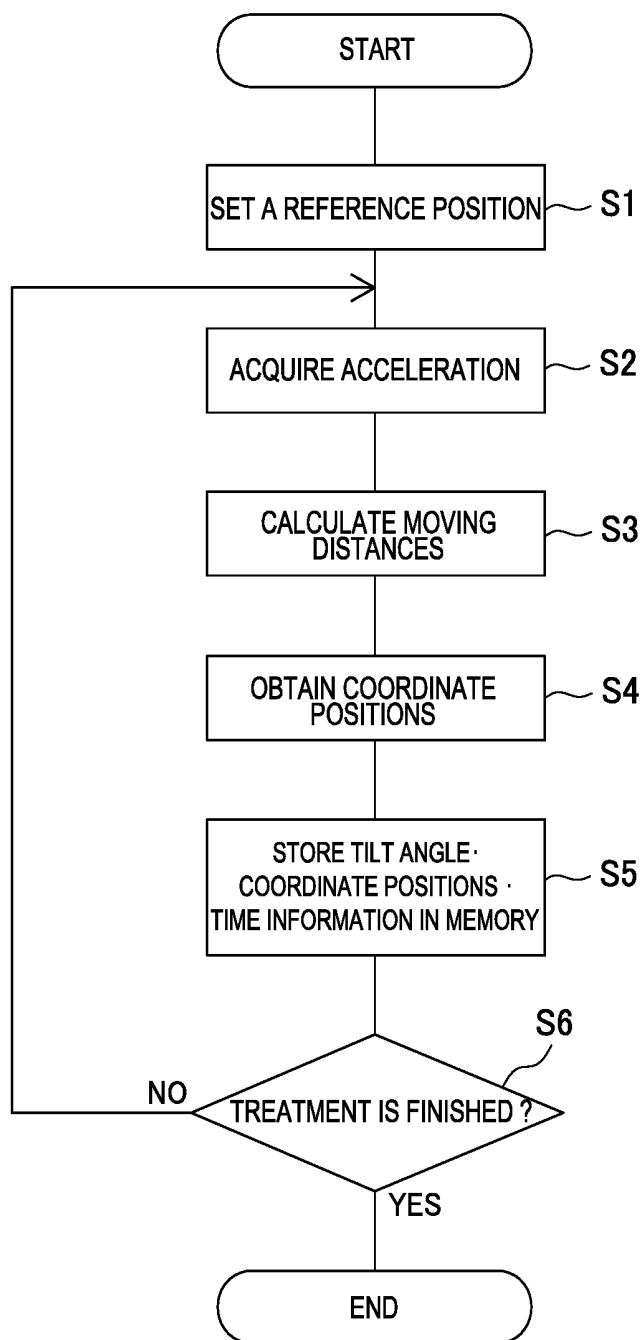 START
SET A REFERENCE POSITION
S1
ACQUIRE ACCELERATION
S2
CALCULATE MOVING
DISTANCES
S3
OBTAIN COORDINATE
POSITIONS
S4
STORE TILT ANGLE·
COORDINATE POSITIONS ·
TIME INFORMATION IN MEMORY
S5
S6
TREATMENT IS FINISHED ?
NO
YES
END